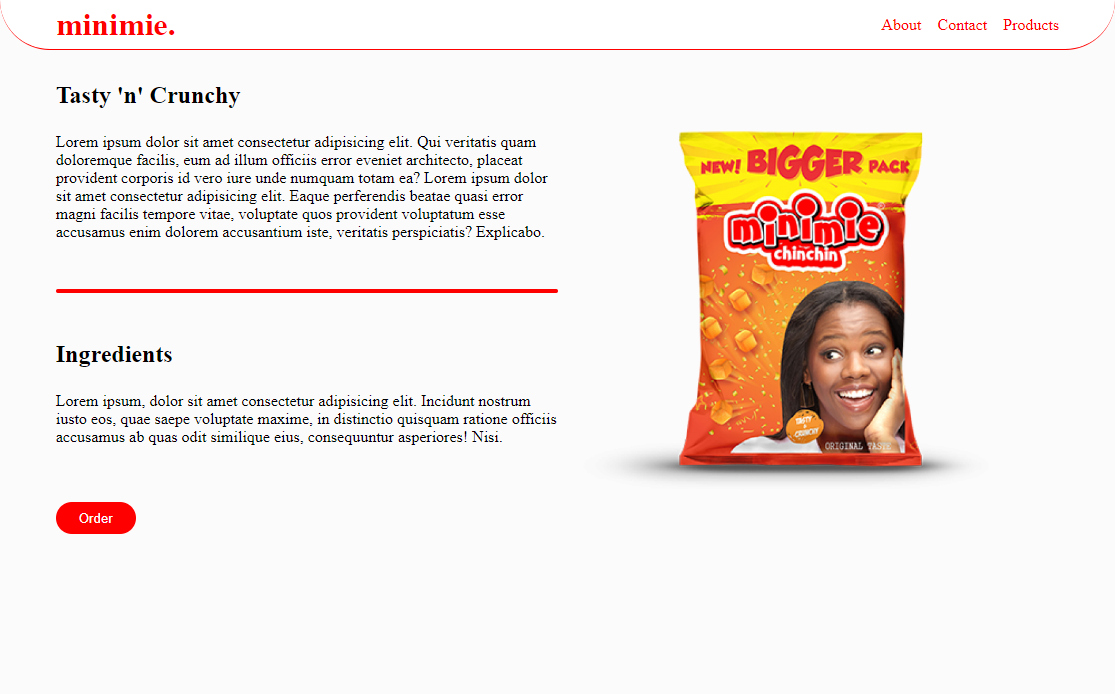 minimie.
About Contact Products
Tasty 'n' Crunchy
Lorem ipsum dolor sit amet consectetur adipisicing elit. Qui veritatis quam
doloremque facilis, eum ad illum officiis error eveniet architecto, placeat
provident corporis id vero iure unde numquam totam ea? Lorem ipsum dolor
sit amet consectetur adipisicing elit. Eaque perferendis beatae quasi error
magni facilis tempore vitae, voluptate quos provident voluptatum esse
accusamus enim dolorem accusantium iste, veritatis perspiciatis? Explicabo.
Ingredients
Lorem ipsum, dolor sit amet consectetur adipisicing elit. Incidunt nostrum
iusto eos, quae saepe voluptate maxime, in distinctio quisquam ratione officiis
accusamus ab quas odit similique eius, consequuntur asperiores! Nisi.
Order
NEW! BIGGER PACK
minimie
chinchin
TASTY
n
CRUNCHY
ORIGINAL TASTE